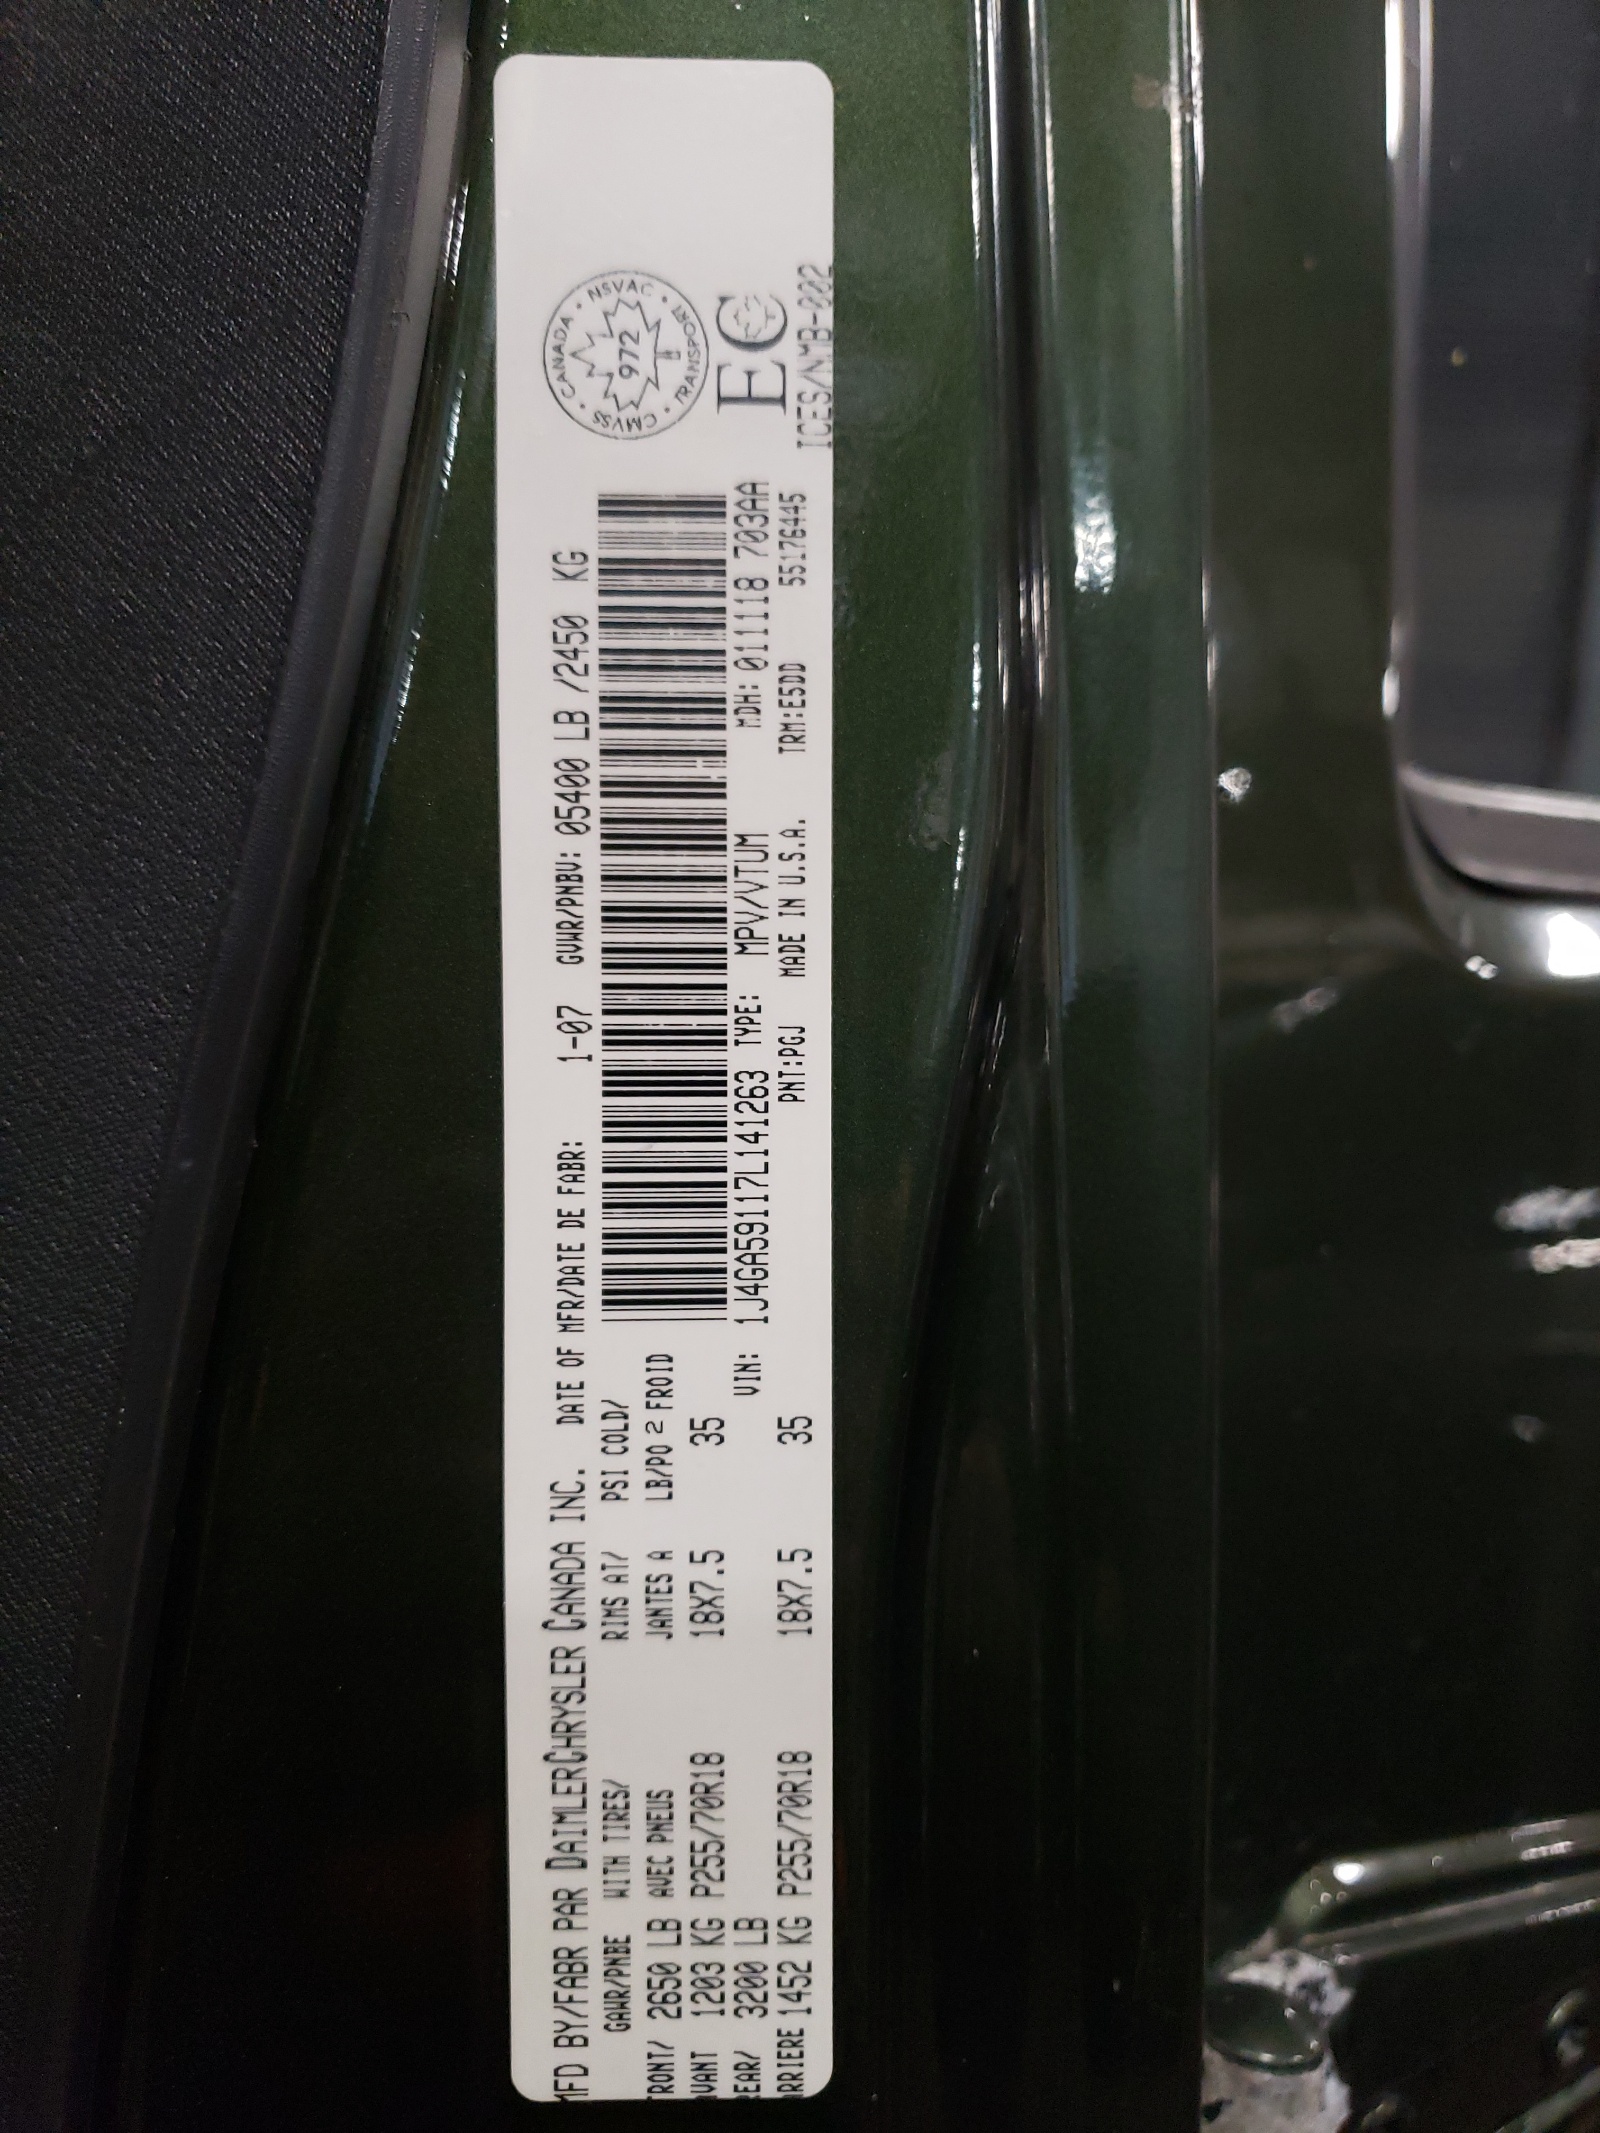 MFD BY/FABR PAR DAIMLERCHRYSLER CANADA INC. DATE OF MFR/DATE DE FABR: 1-07 GVWR/PNBV: 05400 LB /2450 KG
GAWR/PNBE WITH TIRES/ RIMS AT/ PSI COLD/
FRONT/ 2650 LB AVEC PNEUS JANTES A LB/PO 2 FROID
AVANT 1203 KG P255/70R18 18X7.5 35
REAR/ 3200 LB VIN: 1J4GA59117L141263 TYPE: MPV/VTUM MDH: 011118 703AA
ARRIERE 1452 KG P255/70R18 18X7.5 35 PNT:PGJ MADE IN U.S.A. TRM:E5DD 55176445
CANADA • NSVAC • TRANSPORT • CMVSS •
972
EC
ICES/NMB-002